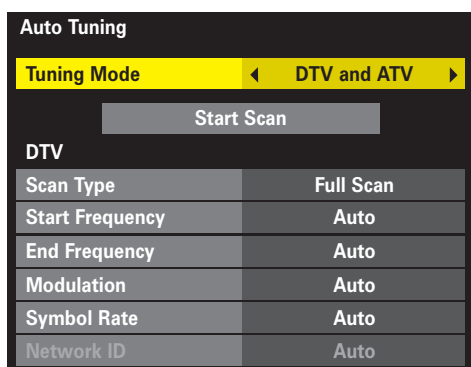 Auto Tuning
Tuning Mode DTV and ATV
Start Scan
DTV
Scan Type Full Scan
Start Frequency Auto
End Frequency Auto
Modulation Auto
Symbol Rate Auto
Network ID Auto